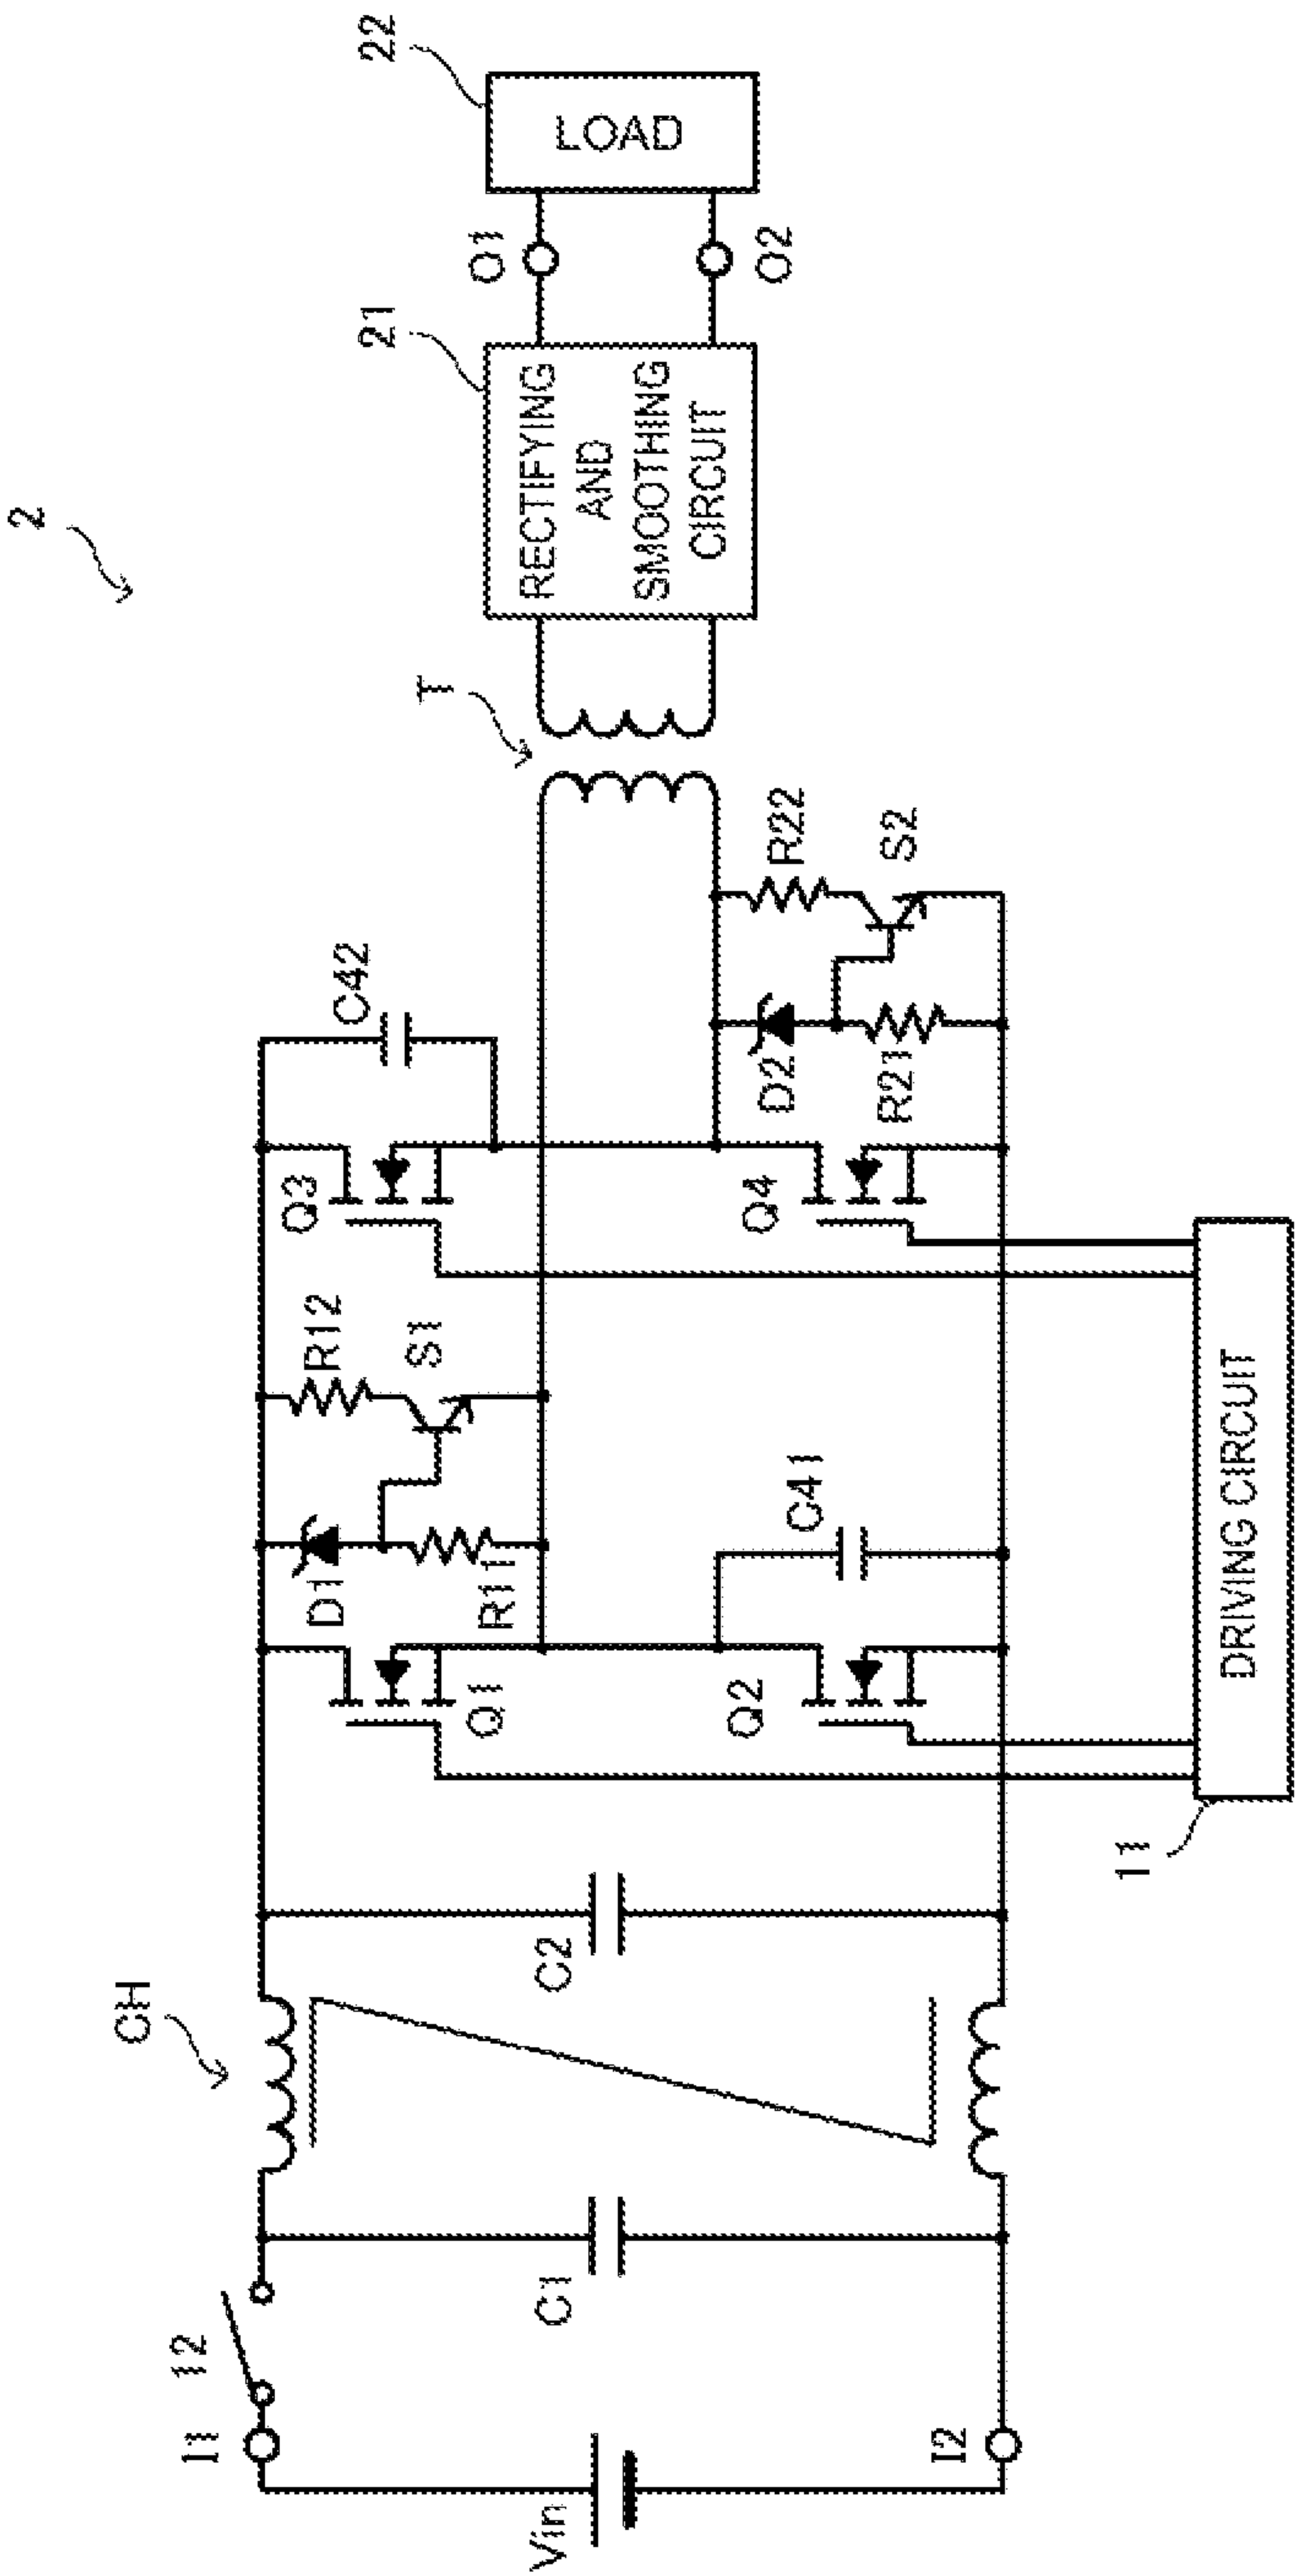 2
CH
12
I1
Vin
C1
C2
I2
11
DRIVING CIRCUIT
Q1
D1
R11
R12
S1
Q2
C41
Q3
C42
Q4
D2
R21
R22
S2
T
21
RECTIFYING
AND
SMOOTHING
CIRCUIT
O1
O2
22
LOAD